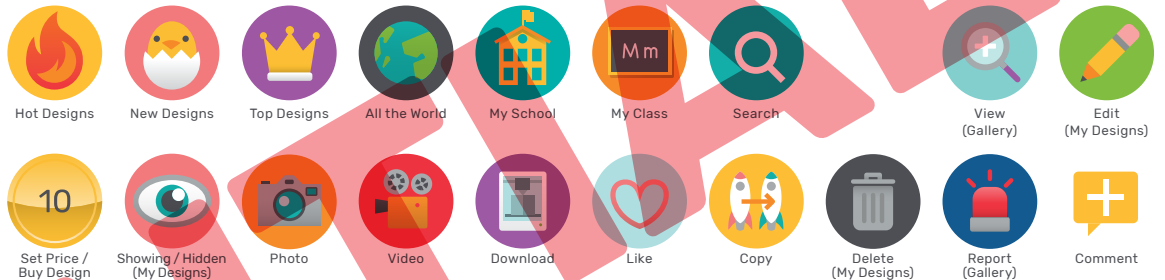 Mm
Hot Designs
New Designs
Top Designs
All the World
My School
My Class
Search
View
(Gallery)
Edit
(My Designs)
10
Set Price /
Buy Design
Showing / Hidden
(My Designs)
Photo
Video
Download
Like
Copy
Delete
(My Designs)
Report
(Gallery)
Comment